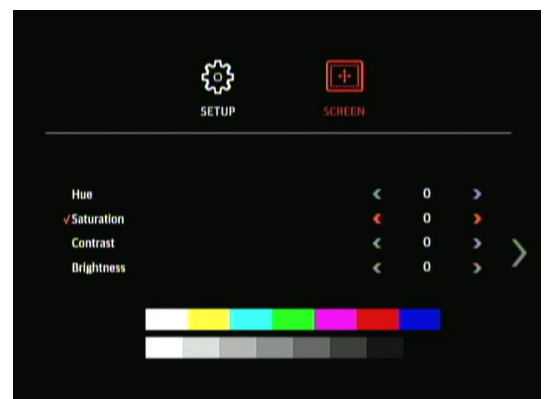 SETUP SCREEN
Hue < 0 >
✓Saturation < 0 >
Contrast < 0 >
Brightness < 0 >